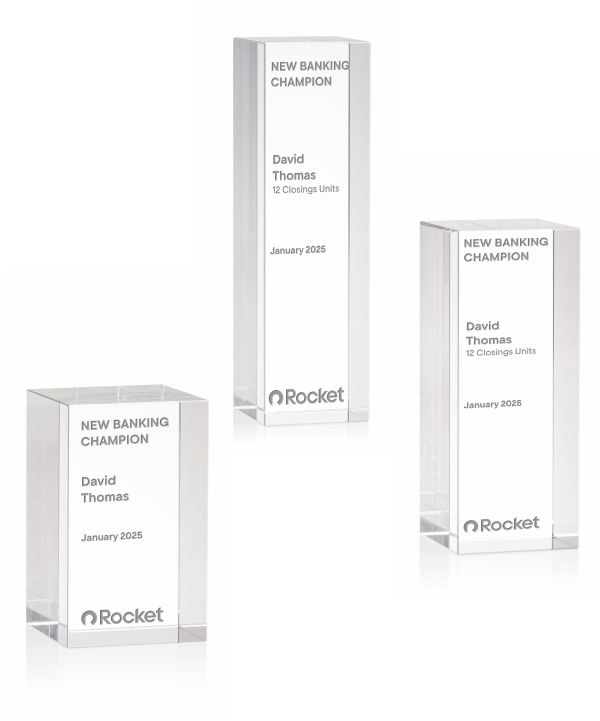 NEW BANKING
CHAMPION
David
Thomas
12 Closings Units
January 2025
Rocket
NEW BANKING
CHAMPION
David
Thomas
12 Closings Units
January 2025
Rocket
NEW BANKING
CHAMPION
David
Thomas
January 2025
Rocket